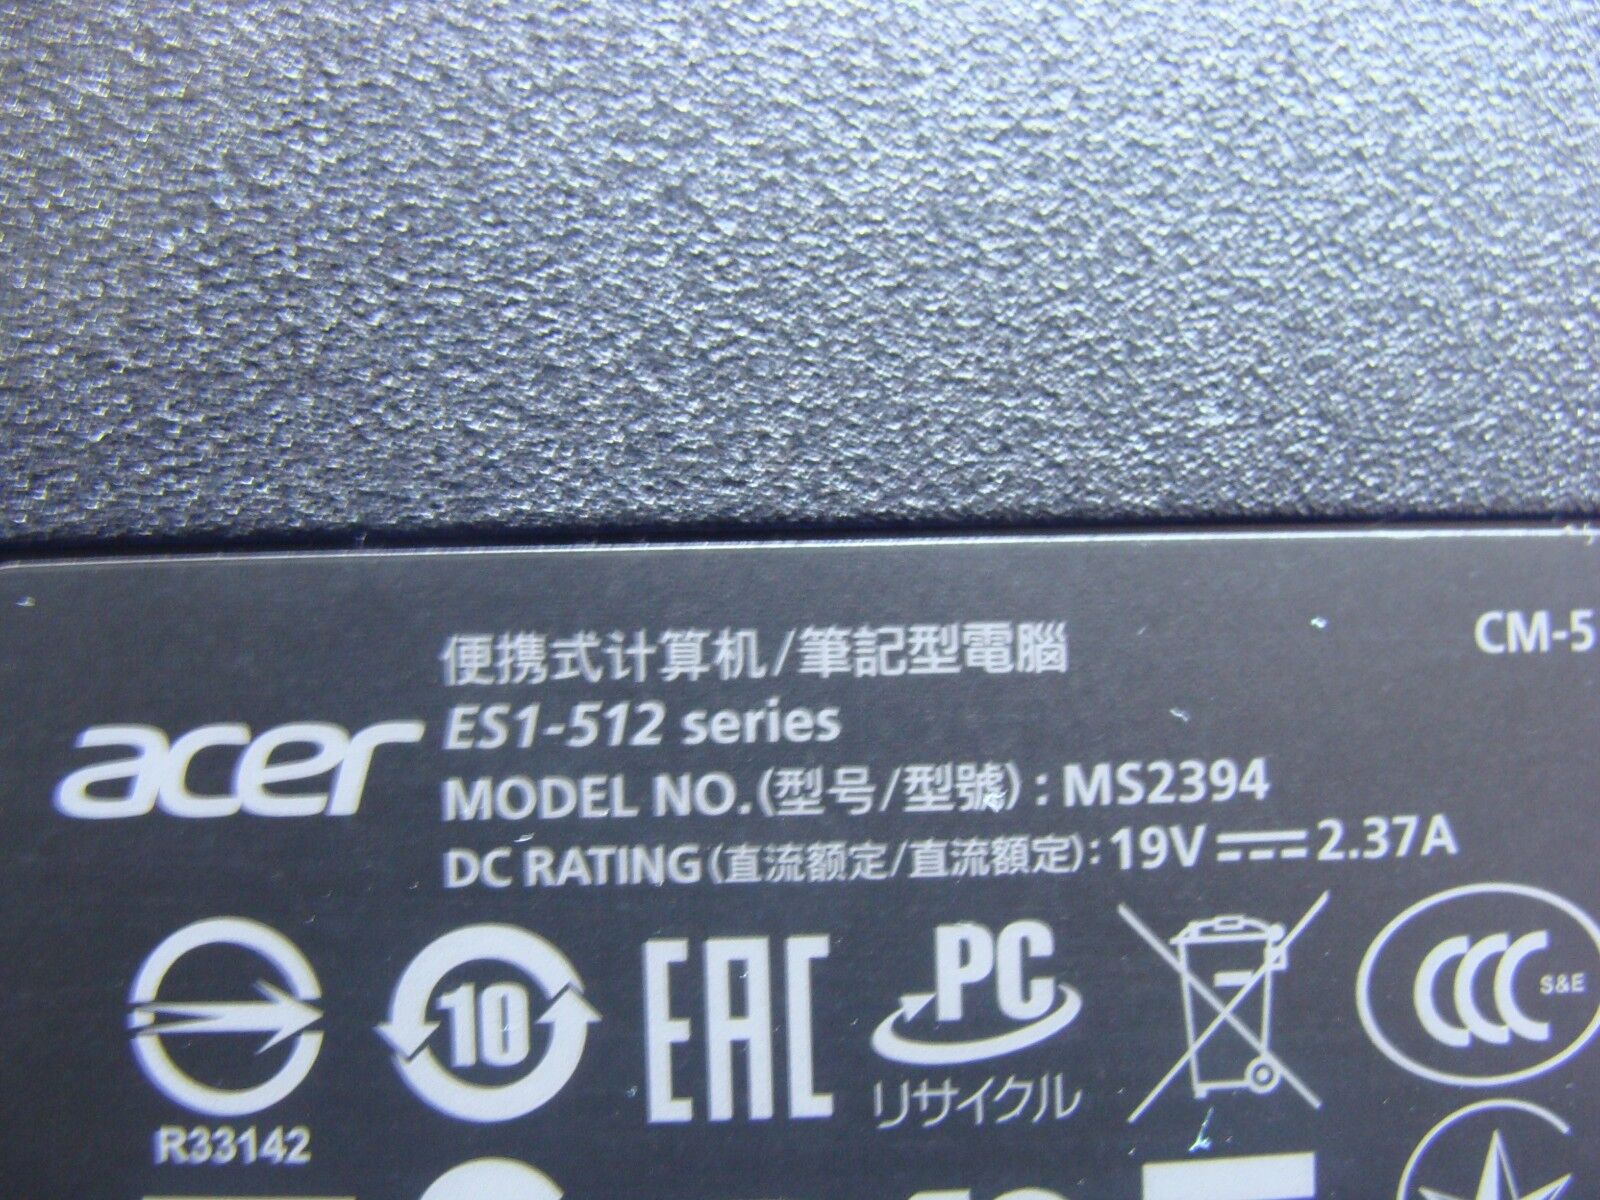 便携式计算机/筆記型電腦
CM-5
acer
ES1-512 series
MODEL NO.(型号/型號) : MS2394
DC RATING(直流额定/直流額定): 19V ⎓ 2.37A
10
EAC
PC
リサイクル
CCC
S&E
R33142